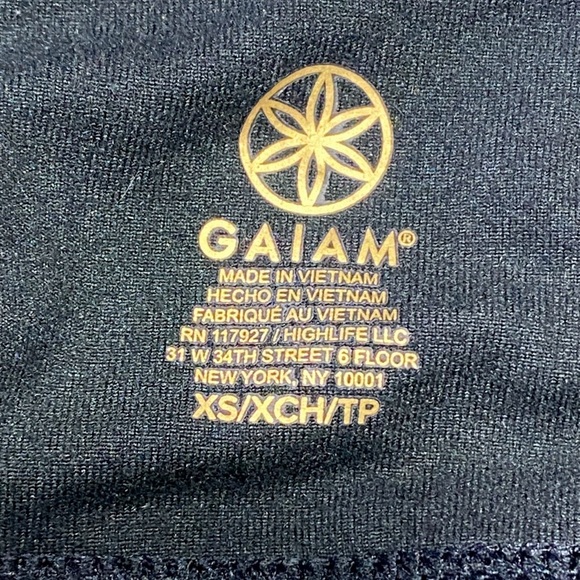 GAIAM®
MADE IN VIETNAM
HECHO EN VIETNAM
FABRIQUÉ AU VIETNAM
RN 117927 / HIGHLIFE LLC
31 W 34TH STREET 6 FLOOR
NEW YORK, NY 10001
XS/XCH/TP